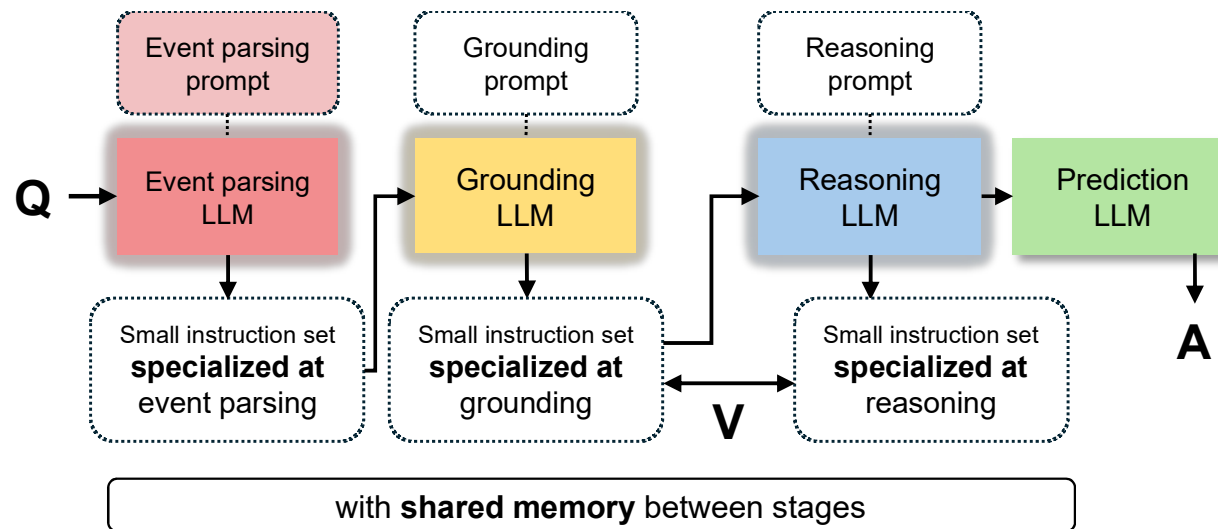 Event parsing
prompt
Grounding
prompt
Reasoning
prompt
Q
Event parsing
LLM
Grounding
LLM
Reasoning
LLM
Prediction
LLM
Small instruction set
specialized at
event parsing
Small instruction set
specialized at
grounding
V
Small instruction set
specialized at
reasoning
A
with shared memory between stages